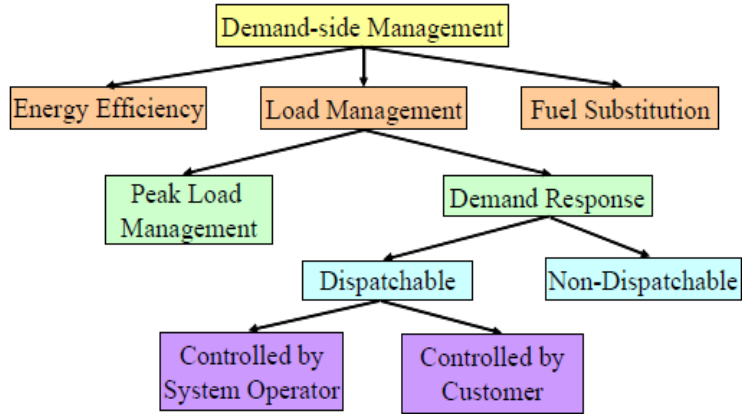 Demand-side Management
Energy Efficiency
Load Management
Fuel Substitution
Peak Load
Management
Demand Response
Dispatchable
Non-Dispatchable
Controlled by
System Operator
Controlled by
Customer